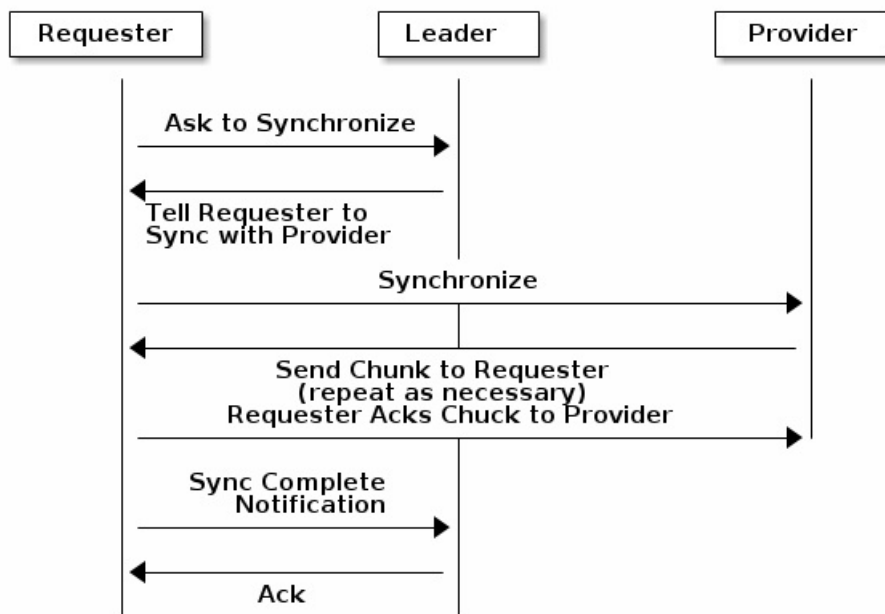 Requester
Leader
Provider
Ask to Synchronize
Tell Requester to
Sync with Provider
Synchronize
Send Chunk to Requester
(repeat as necessary)
Requester Acks Chuck to Provider
Sync Complete
Notification
Ack